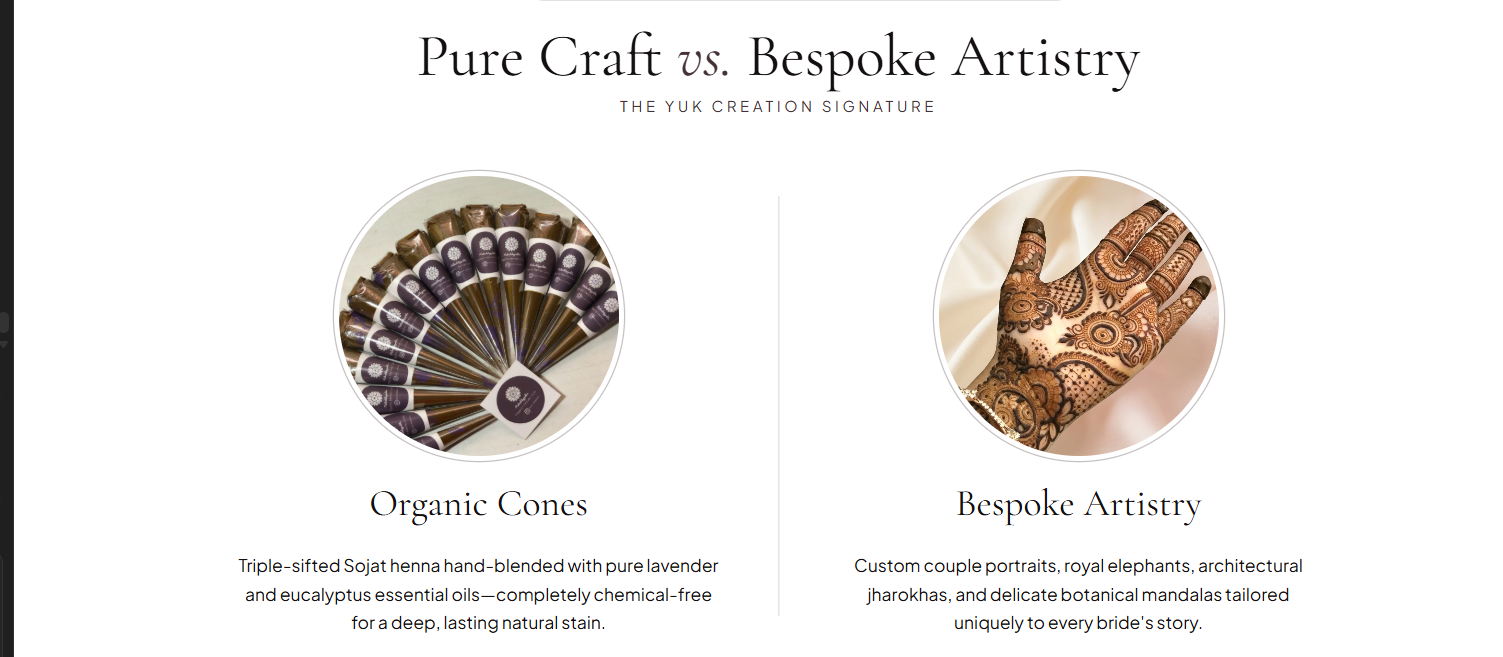 Pure Craft vs. Bespoke Artistry
THE YUK CREATION SIGNATURE
Organic Cones
Triple-sifted Sojat henna hand-blended with pure lavender
and eucalyptus essential oils—completely chemical-free
for a deep, lasting natural stain.
Bespoke Artistry
Custom couple portraits, royal elephants, architectural
jharokhas, and delicate botanical mandalas tailored
uniquely to every bride's story.